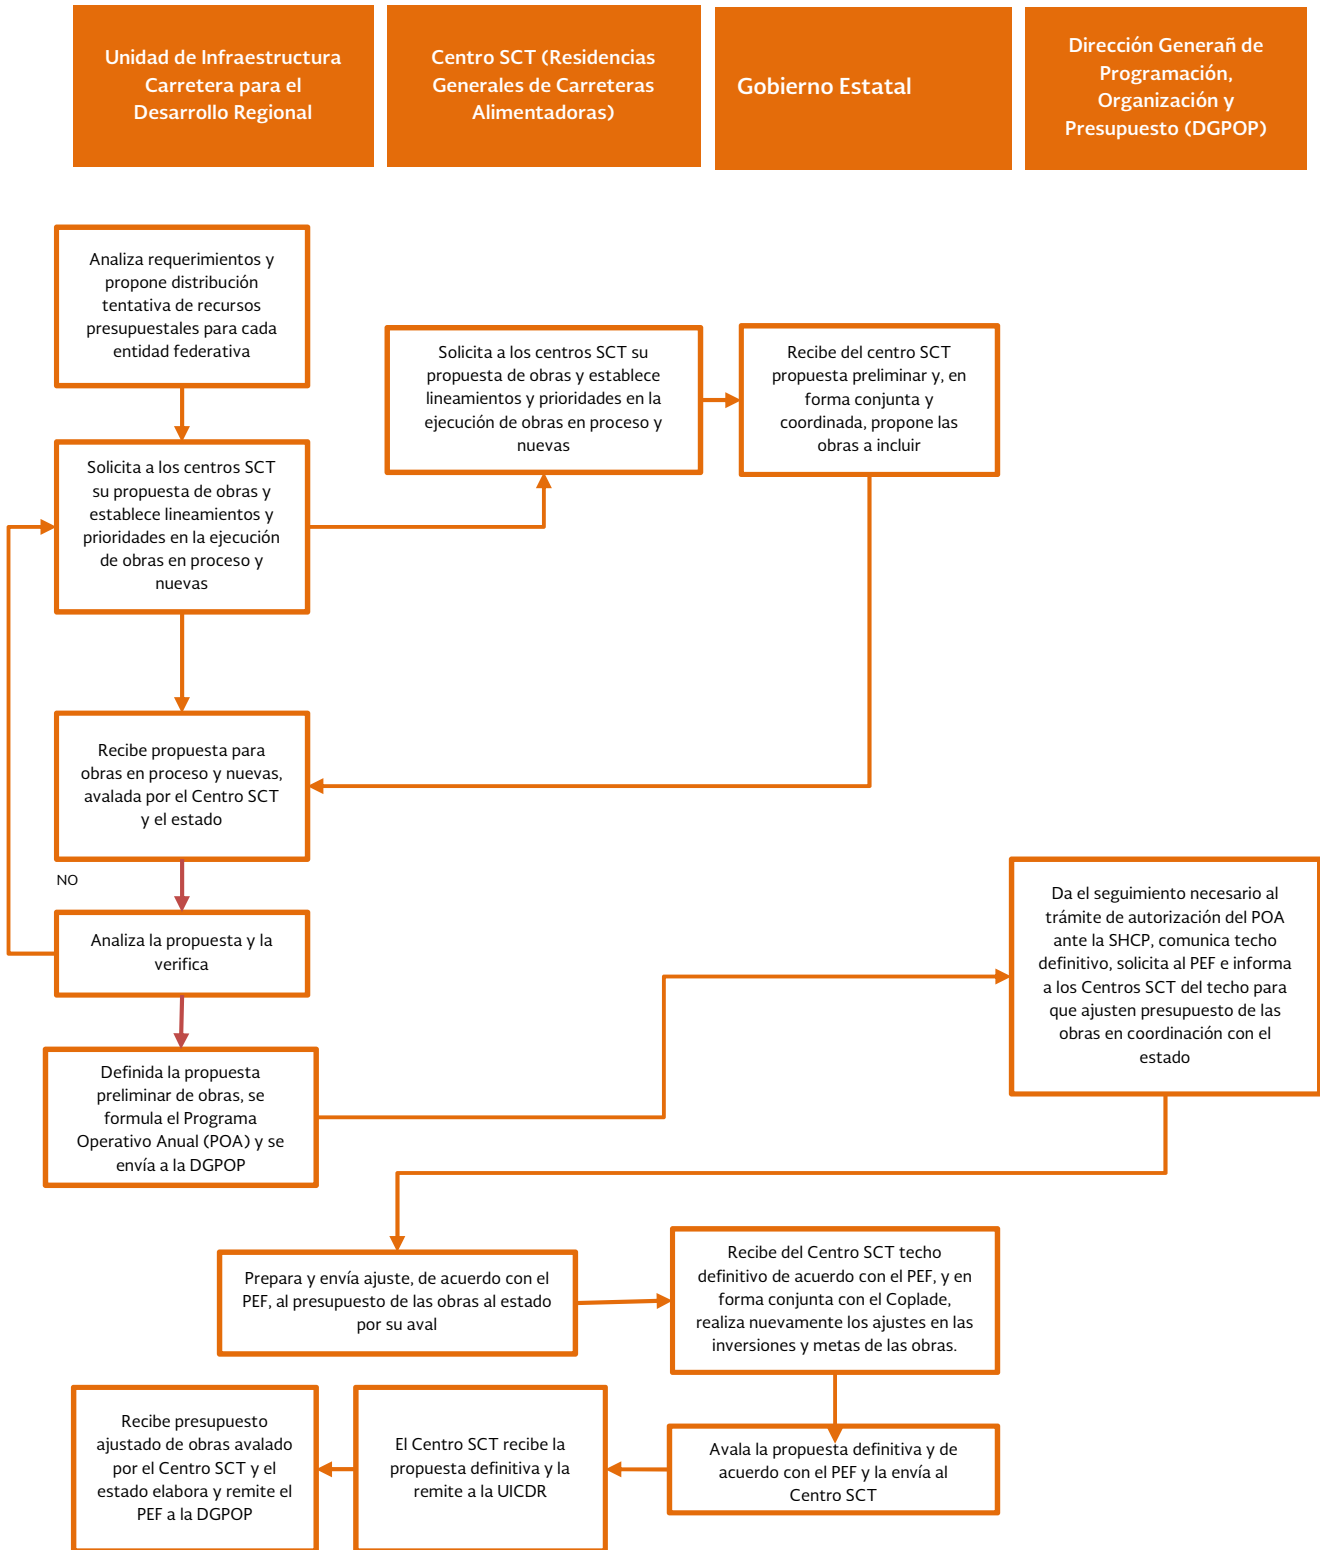 Unidad de Infraestructura
Carretera para el
Desarrollo Regional
Centro SCT (Residencias
Generales de Carreteras
Alimentadoras)
Gobierno Estatal
Dirección Generañ de
Programación,
Organización y
Presupuesto (DGPOP)
Analiza requerimientos y
propone distribución
tentativa de recursos
presupuestales para cada
entidad federativa
Solicita a los centros SCT su
propuesta de obras y establece
lineamientos y prioridades en la
ejecución de obras en proceso y
nuevas
Recibe del centro SCT
propuesta preliminar y, en
forma conjunta y
coordinada, propone las
obras a incluir
Solicita a los centros SCT
su propuesta de obras y
establece lineamientos y
prioridades en la ejecución
de obras en proceso y
nuevas
Recibe propuesta para
obras en proceso y nuevas,
avalada por el Centro SCT
y el estado
NO
Analiza la propuesta y la
verifica
Da el seguimiento necesario al
trámite de autorización del POA
ante la SHCP, comunica techo
definitivo, solicita al PEF e informa
a los Centros SCT del techo para
que ajusten presupuesto de las
obras en coordinación con el
estado
Definida la propuesta
preliminar de obras, se
formula el Programa
Operativo Anual (POA) y se
envía a la DGPOP
Prepara y envía ajuste, de acuerdo con el
PEF, al presupuesto de las obras al estado
por su aval
Recibe del Centro SCT techo
definitivo de acuerdo con el PEF, y en
forma conjunta con el Coplade,
realiza nuevamente los ajustes en las
inversiones y metas de las obras.
Recibe presupuesto
ajustado de obras avalado
por el Centro SCT y el
estado elabora y remite el
PEF a la DGPOP
El Centro SCT recibe la
propuesta definitiva y la
remite a la UICDR
Avala la propuesta definitiva y de
acuerdo con el PEF y la envía al
Centro SCT